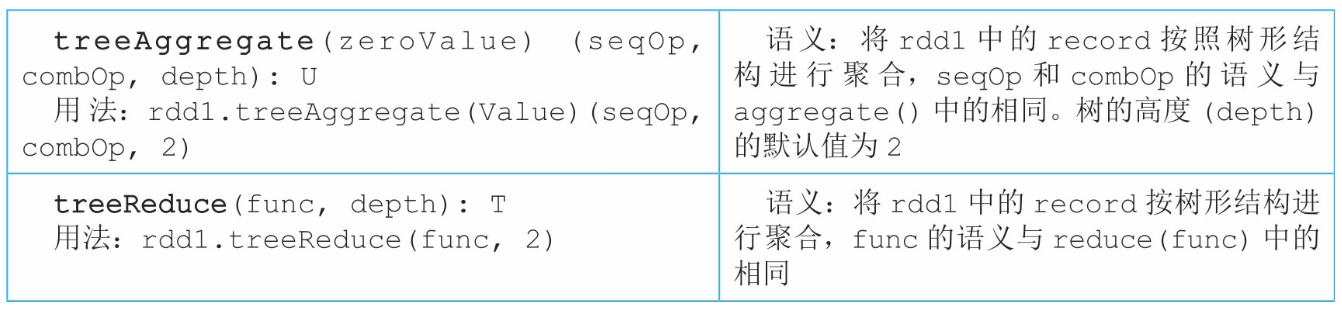 treeAggregate(zeroValue) (seqOp,
combOp, depth): U
用法：rdd1.treeAggregate(Value)(seqOp,
combOp, 2)
语义：将 rdd1 中的 record 按照树形结
构进行聚合，seqOp 和 combOp 的语义与
aggregate() 中的相同。树的高度 (depth)
的默认值为 2
treeReduce(func, depth): T
用法：rdd1.treeReduce(func, 2)
语义：将 rdd1 中的 record 按树形结构进
行聚合，func 的语义与 reduce(func) 中的
相同